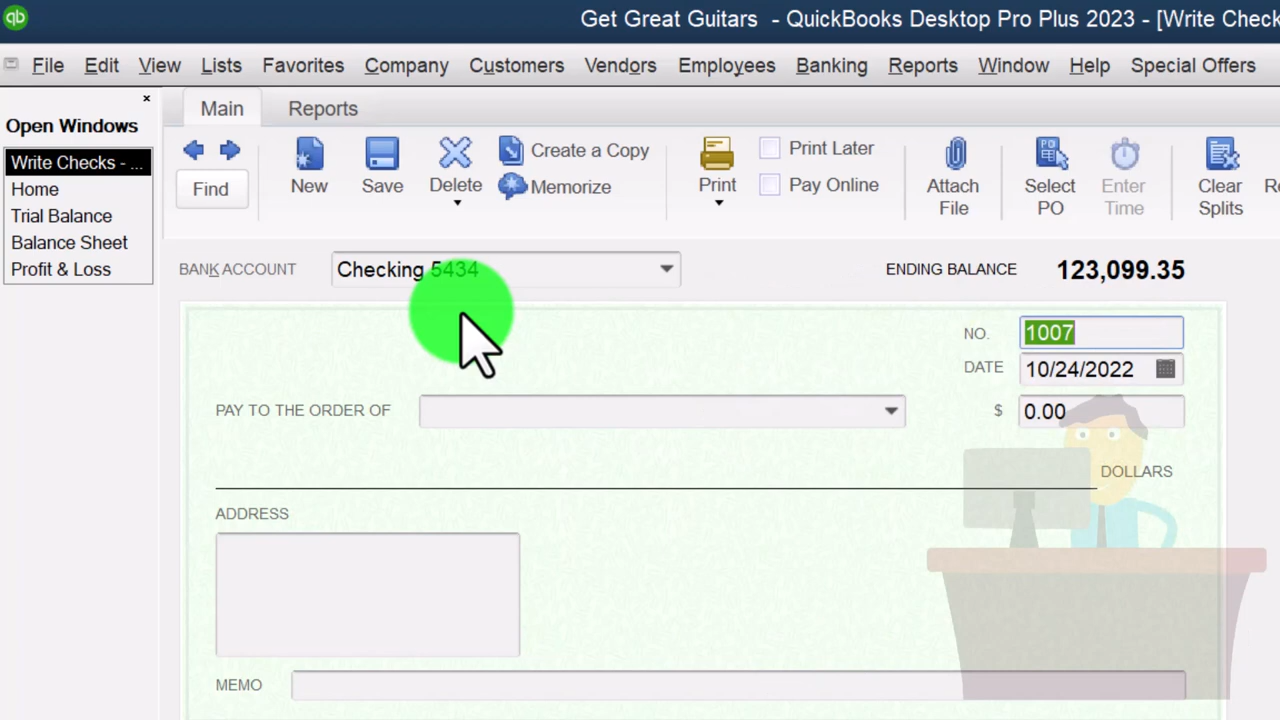 qb
Get Great Guitars - QuickBooks Desktop Pro Plus 2023 - [Write Check
File Edit View Lists Favorites Company Customers Vendors Employees Banking Reports Window Help Special Offers
Main Reports
Open Windows
Write Checks - ...
Home
Trial Balance
Balance Sheet
Profit & Loss
Find
New
Save
Delete
Create a Copy
Memorize
Print
Print Later
Pay Online
Attach
File
PO
Select
PO
Enter
Time
Clear
Splits
BANK ACCOUNT Checking 5434 ENDING BALANCE 123,099.35
NO. 1007
DATE 10/24/2022
PAY TO THE ORDER OF $ 0.00
DOLLARS
ADDRESS
MEMO